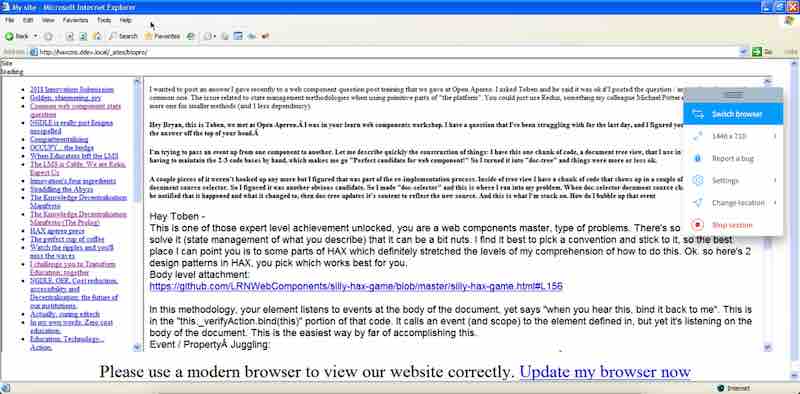 My site - Microsoft Internet Explorer
File Edit View Favorites Tools Help
Back Search Favorites
Address http://haxcms.ddev.local/_sites/biopro/ Go Links
Site
loading
2018 Innovation Submission
Golden, shimmering, joy
Common web component state
question
NGDLE is really just Enigma
unspelled
Compartmentalizing
OCCUPY... the bridge
When Educators left the LMS
The LMS is Cable. We are Kodi,
Expect Us
Innovation's four ingredients
Straddling the Abyss
The Knowledge Decentralization
Manifesto
The Knowledge Decentralization
Manifesto (The Prolog)
HAX agrees press
The perfect cup of coffee
Watch the ripples and you'll
miss the waves
I challenge you to Transform
Education, together
NGDLE, OER, Cost reduction,
accessibility and
Decentralization; the future of
our institutions.
Actually, curing edtech
In my own words, Zero cost
education.
Education, Technology...
Action.
I wanted to post an answer I gave recently to a web component question post training that we gave at Open Apereo. I asked Toben and he said it was ok if I posted the question
common one. The issue related to state management methodologies when using primitive parts of "the platform". You could just use Redux, something my colleague Michael Potter
more core for smaller methods (and 1 less dependency).
Hey Bryan, this is Toben, we met at Open Apereo.Â I was in your learn web components workshop. I have a question that I've been struggling with for the last day, and I figured you
the answer off the top of your head.Â
I'm trying to pass an event up from one component to another. Let me describe quickly the construction of things: I have this one chunk of code, a document tree view, that I use in
having to maintain the 2-3 code bases by hand, which makes me go "Perfect candidate for web component!" So I turned it into "doc-tree" and things were more or less ok.
A couple pieces of it weren't hooked up any more but I figured that was part of the re-implementation process. Inside of tree view I have a chunk of code that shows up in a couple of
document source selector. So I figured it was another obvious candidate. So I made "doc-selector" and this is where I ran into my problem. When doc-selector document source
be notified that it happened and what it changed to, then doc-tree updates it's content to reflect the new source. And this is what I'm stuck on. How do I bubble up that event
Hey Toben -
This is one of those expert level achievement unlocked, you are a web components master, type of problems. There's so
solve it (state management of what you describe) that it can be a bit nuts. I find it best to pick a convention and stick to it, so the best
place I can point you is to some parts of HAX which definitely stretched the levels of my comprehension of how to do this. Ok. so here's 2
design patterns in HAX, you pick which works best for you.
Body level attachment:
https://github.com/LRNWebComponents/silly-hax-game/blob/master/silly-hax-game.html#L156
In this methodology, your element listens to events at the body of the document, yet says "when you hear this, bind it back to me". This is
in the "this._verifyAction.bind(this)" portion of that code. It calls an event (and scope) to the element defined in, but yet it's listening on the
body of the document. This is the easiest way by far of accomplishing this.
Event / PropertyÂ Juggling:
Switch browser
1446 x 710
Report a bug
Settings
Change location
Stop session
Please use a modern browser to view our website correctly. Update my browser now
Internet